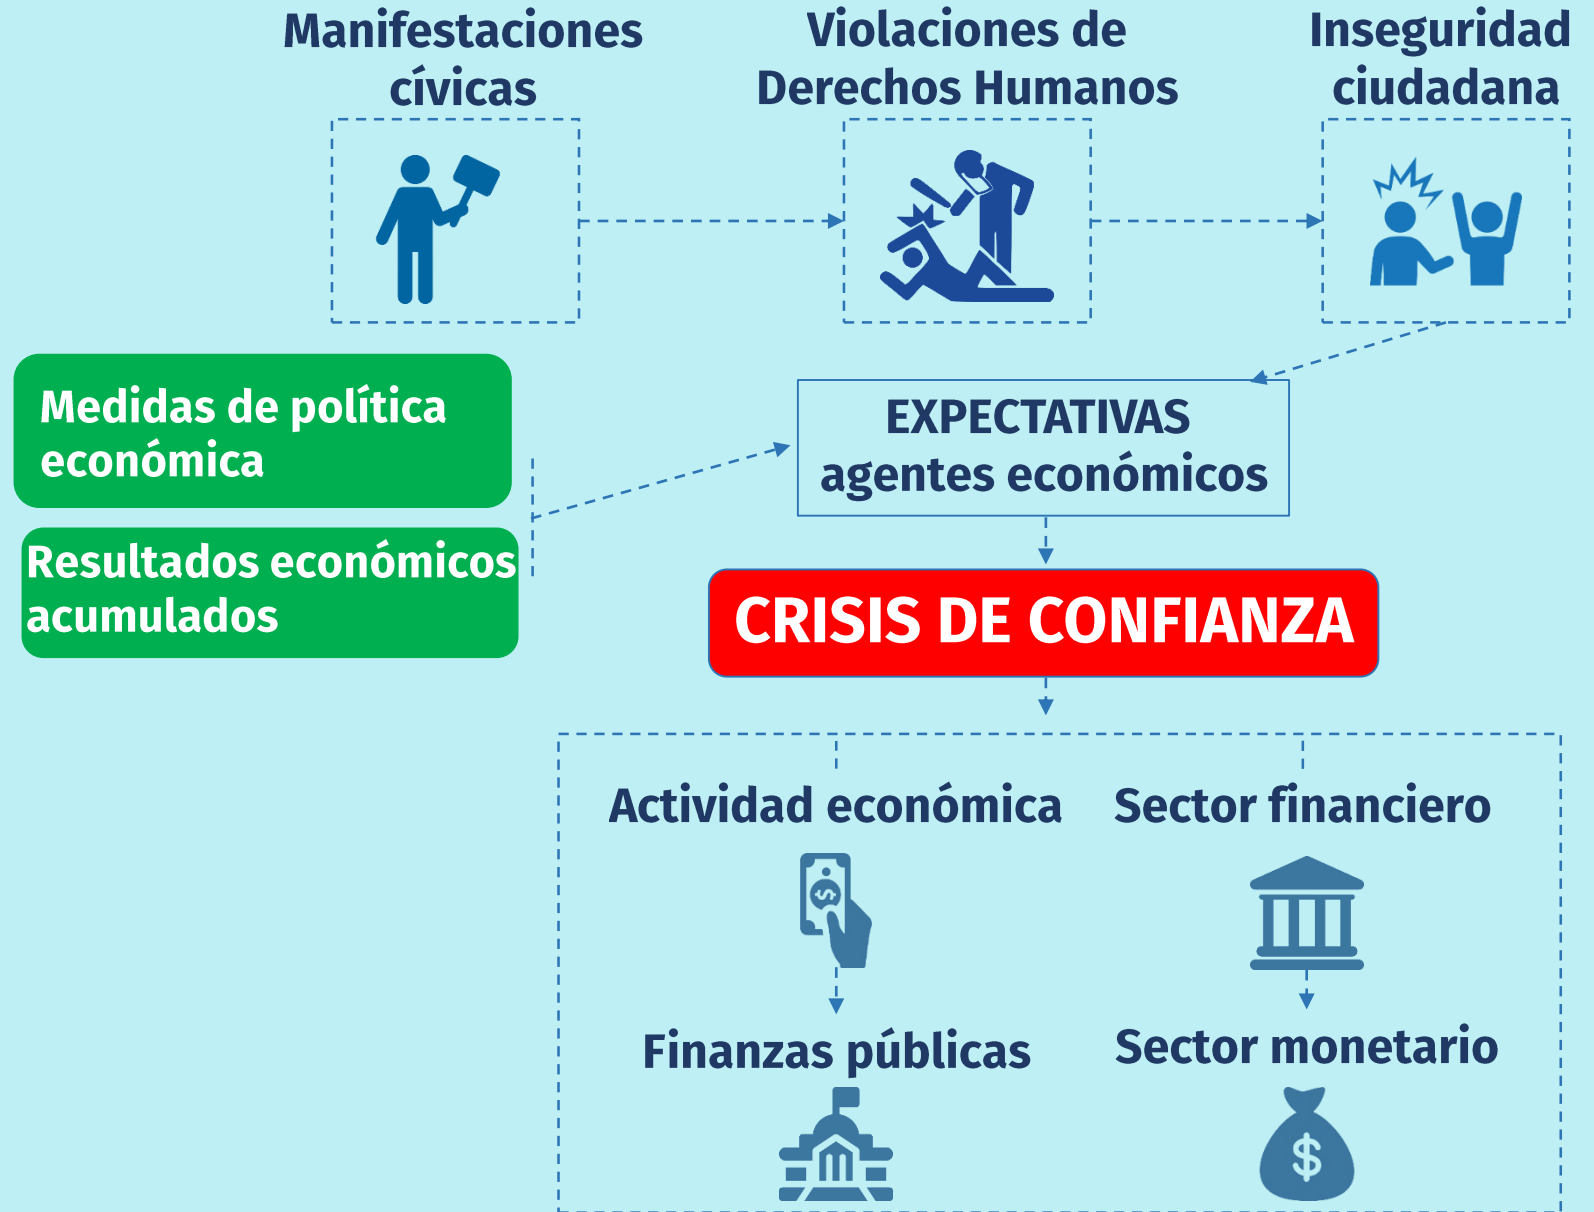 Manifestaciones
cívicas
Violaciones de
Derechos Humanos
Inseguridad
ciudadana
Medidas de política
económica
Resultados económicos
acumulados
EXPECTATIVAS
agentes económicos
CRISIS DE CONFIANZA
Actividad económica
Sector financiero
$
Finanzas públicas
Sector monetario
$